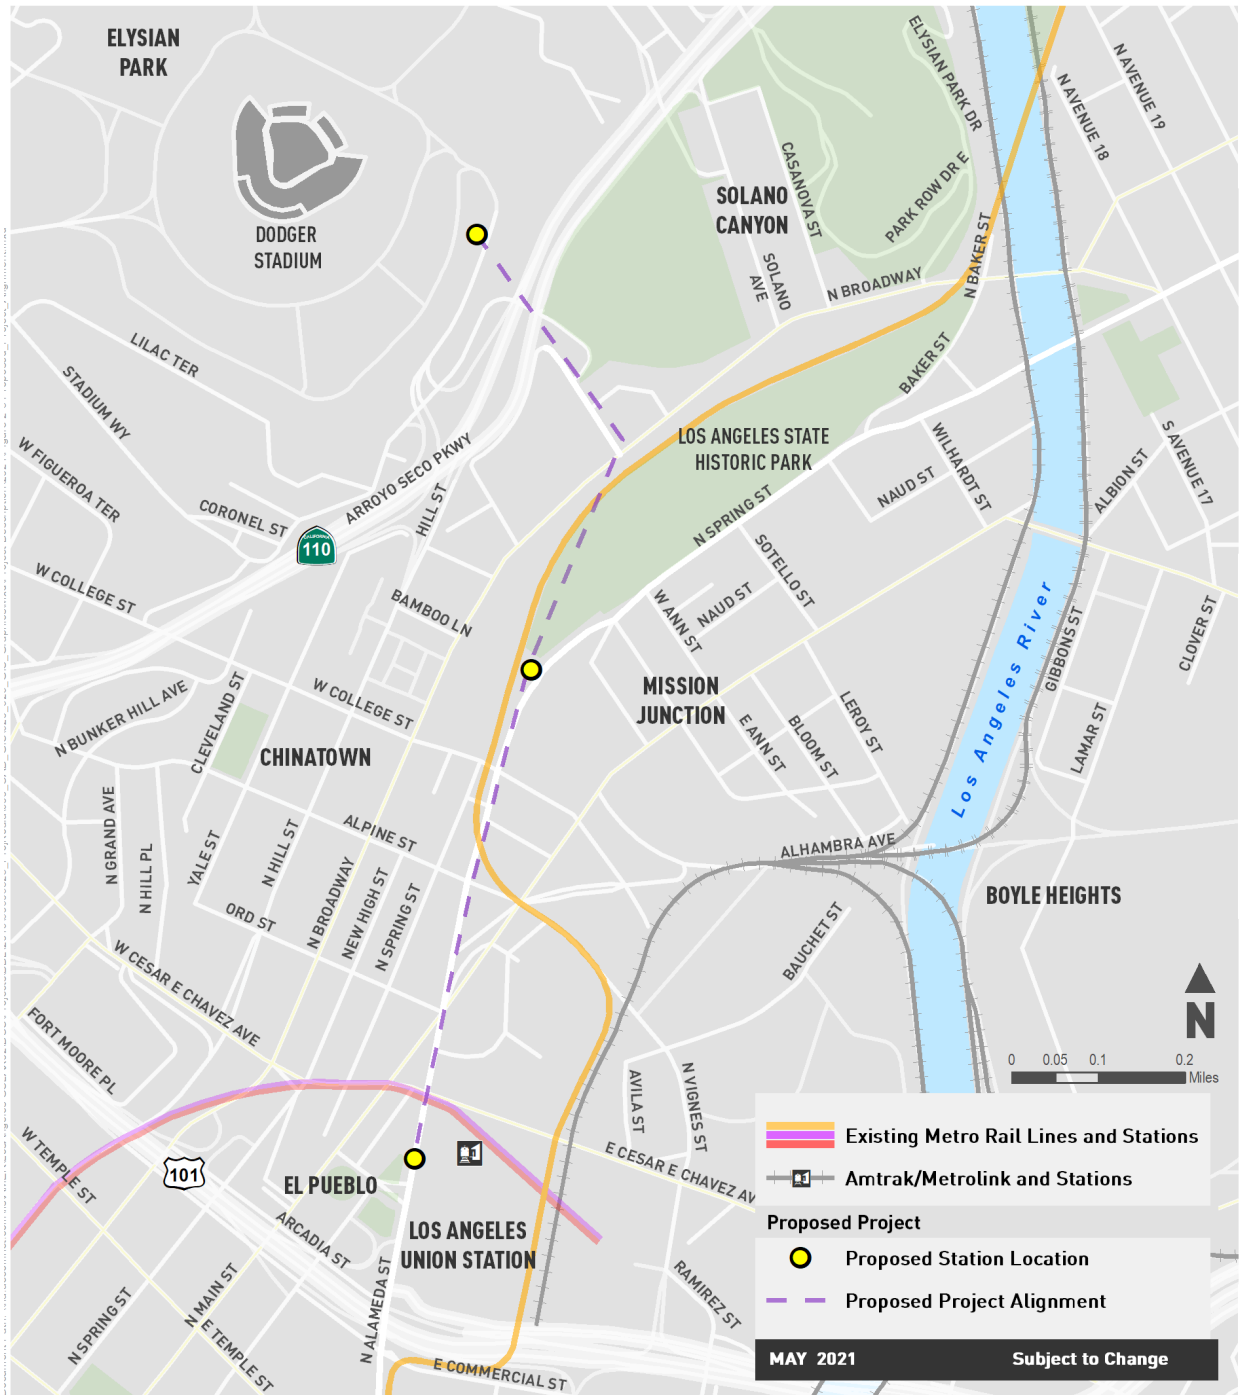 ELYSIAN
PARK
ELYSIAN PARK DR
N AVENUE 19
N AVENUE 18
CASANOVA ST
PARK ROW DR E
SOLANO
CANYON
DODGER
STADIUM
SOLANO
AVE
N BROADWAY
N BAKER ST
LILAC TER
STADIUM WY
BAKER ST
W FIGUEROA TER
LOS ANGELES STATE
HISTORIC PARK
WILHARDT ST
S AVENUE 17
ALBION ST
NAUD ST
ARROYO SECO PKWY
HILL ST
CORONEL ST
N SPRING ST
CALIFORNIA
110
SOTELLO ST
W COLLEGE ST
BAMBOO LN
W ANN ST
NAUD ST
Los Angeles River
GIBBONS ST
CLOVER ST
N BUNKER HILL AVE
CLEVELAND ST
W COLLEGE ST
MISSION
JUNCTION
E ANN ST
BLOOM ST
LEROY ST
LAMAR ST
CHINATOWN
N GRAND AVE
N HILL PL
YALE ST
N HILL ST
ALPINE ST
ALHAMBRA AVE
BOYLE HEIGHTS
ORD ST
N BROADWAY
NEW HIGH ST
N SPRING ST
BAUCHET ST
W CESAR E CHAVEZ AVE
N
FORT MOORE PL
0 0.05 0.1 0.2
Miles
AVILA ST
N VIGNES ST
W TEMPLE ST
101
EL PUEBLO
E CESAR E CHAVEZ AV
ARCADIA ST
LOS ANGELES
UNION STATION
N ALAMEDA ST
RAMIREZ ST
N SPRING ST
N MAIN ST
E TEMPLE ST
E COMMERCIAL ST
Existing Metro Rail Lines and Stations
Amtrak/Metrolink and Stations
Proposed Project
Proposed Station Location
Proposed Project Alignment
MAY 2021 Subject to Change